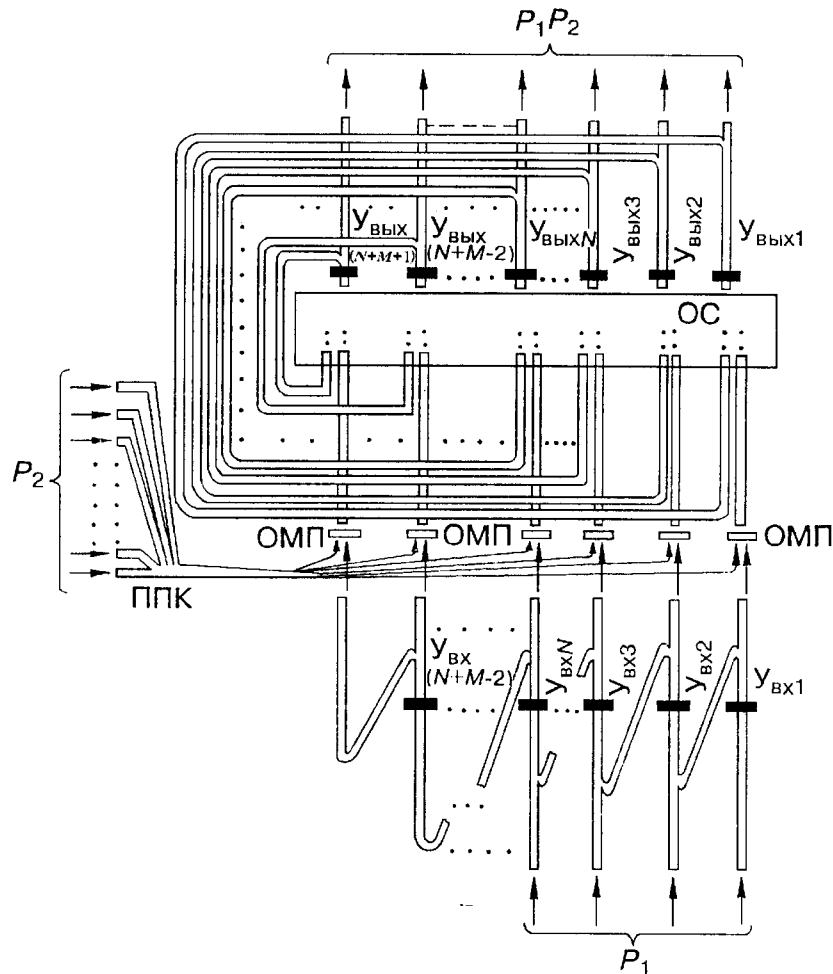 P₁P₂
Увых
(N+M+1)
Увых
(N+M-2)
УвыхN
Увых3
Увых2
Увых1
ОС
P₂
ОМП
ОМП
ОМП
ППК
Увх
(N+M-2)
УвхN
Увх3
Увх2
Увх1
P₁